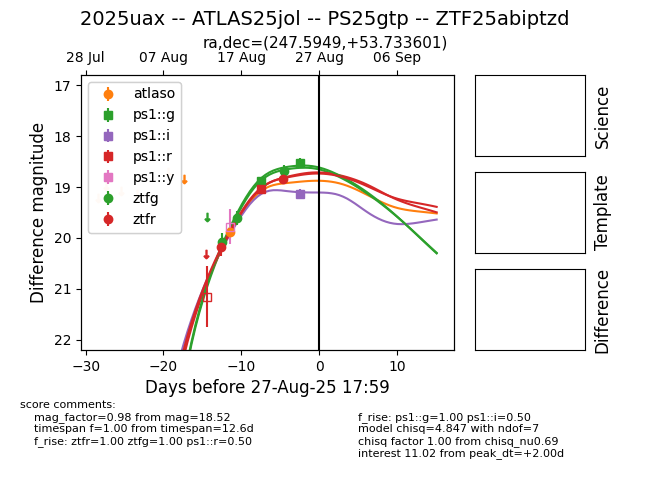 2025uax -- ATLAS25jol -- PS25gtp -- ZTF25abiptzd
ra,dec=(247.5949,+53.733601)
28 Jul 07 Aug 17 Aug 27 Aug 06 Sep
17
18
19
20
21
22
Difference magnitude
atlaso
ps1::g
ps1::i
ps1::r
ps1::y
ztfg
ztfr
−30 −20 −10 0 10
Days before 27-Aug-25 17:59
Science
Template
Difference
score comments:
mag_factor=0.98 from mag=18.52
timespan f=1.00 from timespan=12.6d
f_rise: ztfr=1.00 ztfg=1.00 ps1::r=0.50
f_rise: ps1::g=1.00 ps1::i=0.50
model chisq=4.847 with ndof=7
chisq factor 1.00 from chisq_nu0.69
interest 11.02 from peak_dt=+2.00d